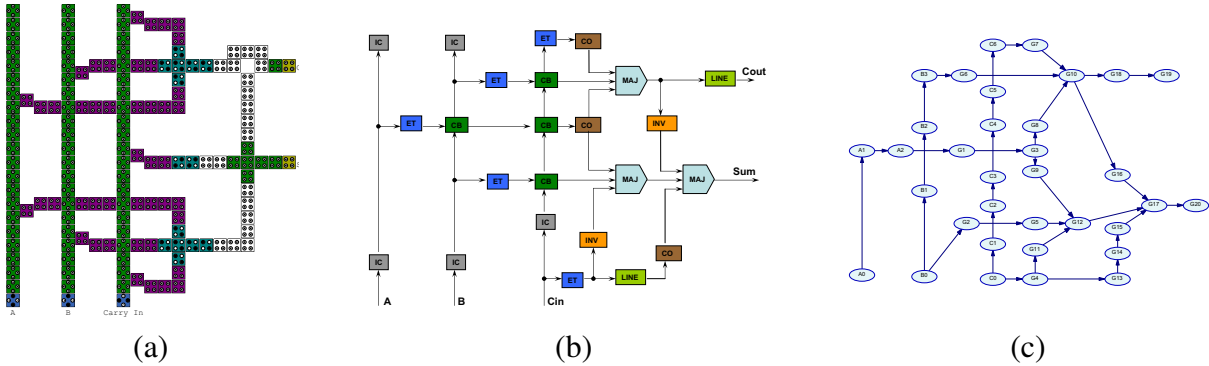 A B Carry In
(a)
ET CO
IC IC MAJ LINE Cout
ET CB
ET CB CB CO INV
ET CB MAJ MAJ Sum
IC
INV CO
IC IC ET LINE
A B Cin
(b)
C6 G7
B3 G6 G10 G18 G19
C5
B2 C4 G8
A1 A2 G1 G3
C3 G9 G16
B1
C2 G17 G20
G2 G5 G12
G15
C1 G11
G14
A0 B0 C0 G4 G13
(c)